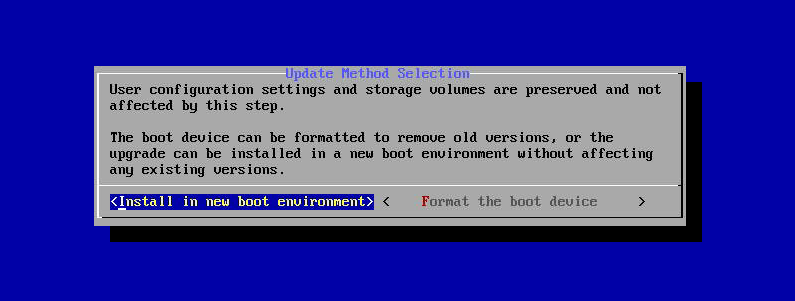 Update Method Selection
User configuration settings and storage volumes are preserved and not
affected by this step.
The boot device can be formatted to remove old versions, or the
upgrade can be installed in a new boot environment without affecting
any existing versions.
<Install in new boot environment> < Format the boot device >